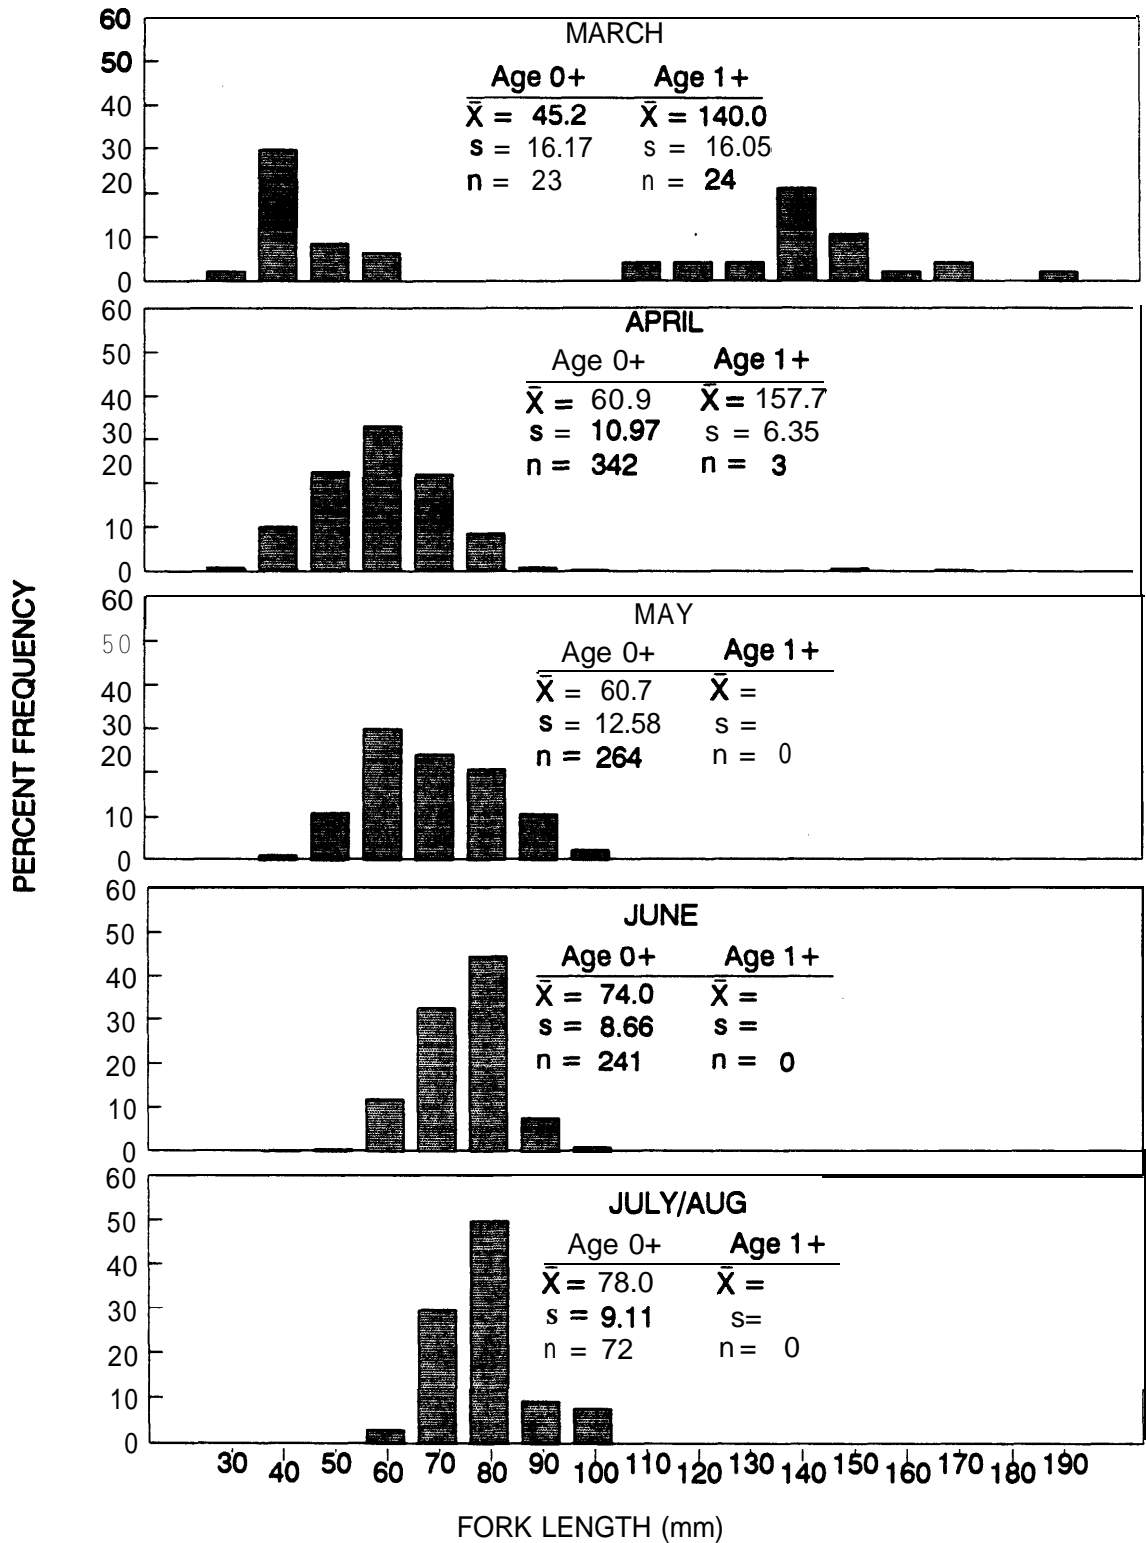 PERCENT FREQUENCY
MARCH
60
50
40
30
20
10
0
Age 0+ Age 1+
X̄ = 45.2 X̄ = 140.0
s = 16.17 s = 16.05
n = 23 n = 24
APRIL
60
50
40
30
20
10
0
Age 0+ Age 1+
X̄ = 60.9 X̄ = 157.7
s = 10.97 s = 6.35
n = 342 n = 3
MAY
60
50
40
30
20
10
0
Age 0+ Age 1+
X̄ = 60.7 X̄ =
s = 12.58 s =
n = 264 n = 0
JUNE
60
50
40
30
20
10
0
Age 0+ Age 1+
X̄ = 74.0 X̄ =
s = 8.66 s =
n = 241 n = 0
JULY/AUG
60
50
40
30
20
10
0
Age 0+ Age 1+
X̄ = 78.0 X̄ =
s = 9.11 s=
n = 72 n = 0
30 40 50 60 70 80 90 100 110 120 130 140 150 160 170 180 190
FORK LENGTH (mm)